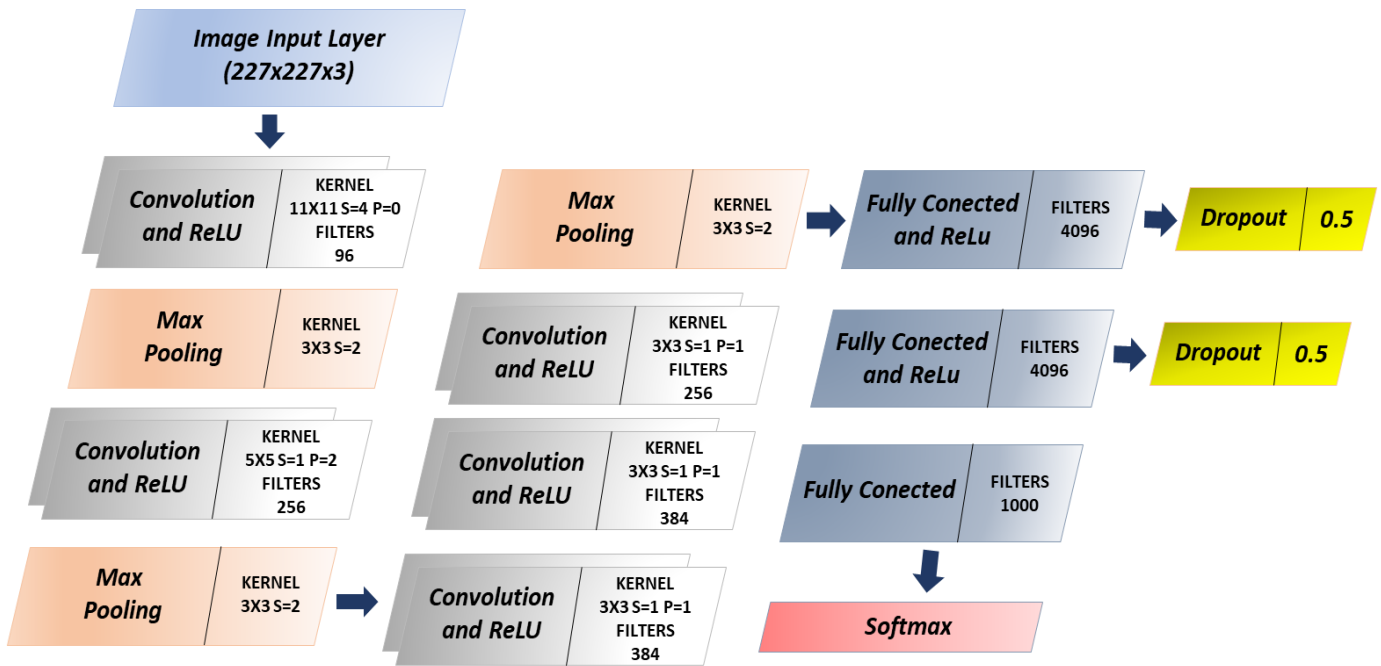 Image Input Layer
(227x227x3)
Convolution
and ReLU
KERNEL
11X11 S=4 P=0
FILTERS
96
Max
Pooling
KERNEL
3X3 S=2
Convolution
and ReLU
KERNEL
5X5 S=1 P=2
FILTERS
256
Max
Pooling
KERNEL
3X3 S=2
Convolution
and ReLU
KERNEL
3X3 S=1 P=1
FILTERS
384
Convolution
and ReLU
KERNEL
3X3 S=1 P=1
FILTERS
384
Convolution
and ReLU
KERNEL
3X3 S=1 P=1
FILTERS
256
Max
Pooling
KERNEL
3X3 S=2
Fully Conected
and ReLu
FILTERS
4096
Dropout
0.5
Fully Conected
and ReLu
FILTERS
4096
Dropout
0.5
Fully Conected
FILTERS
1000
Softmax